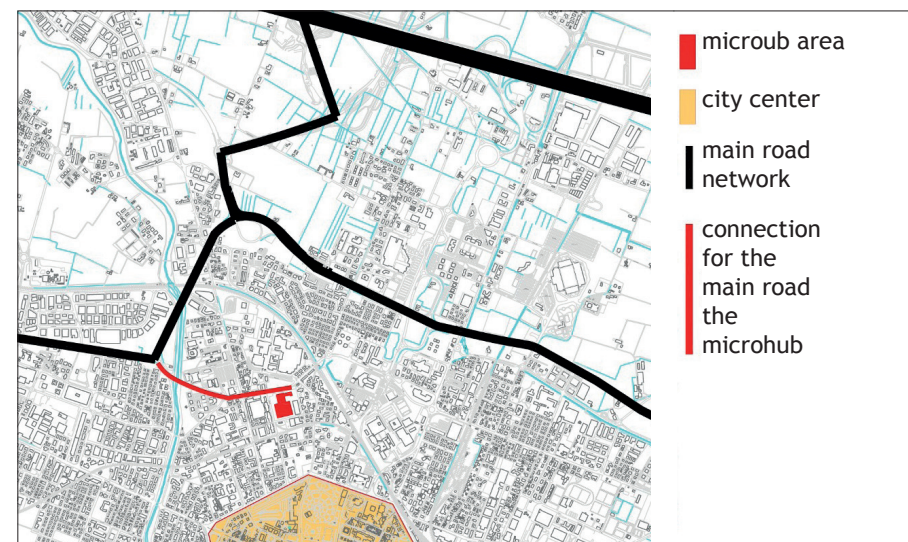 microub area
city center
main road
network
connection
for the
main road
the
microhub